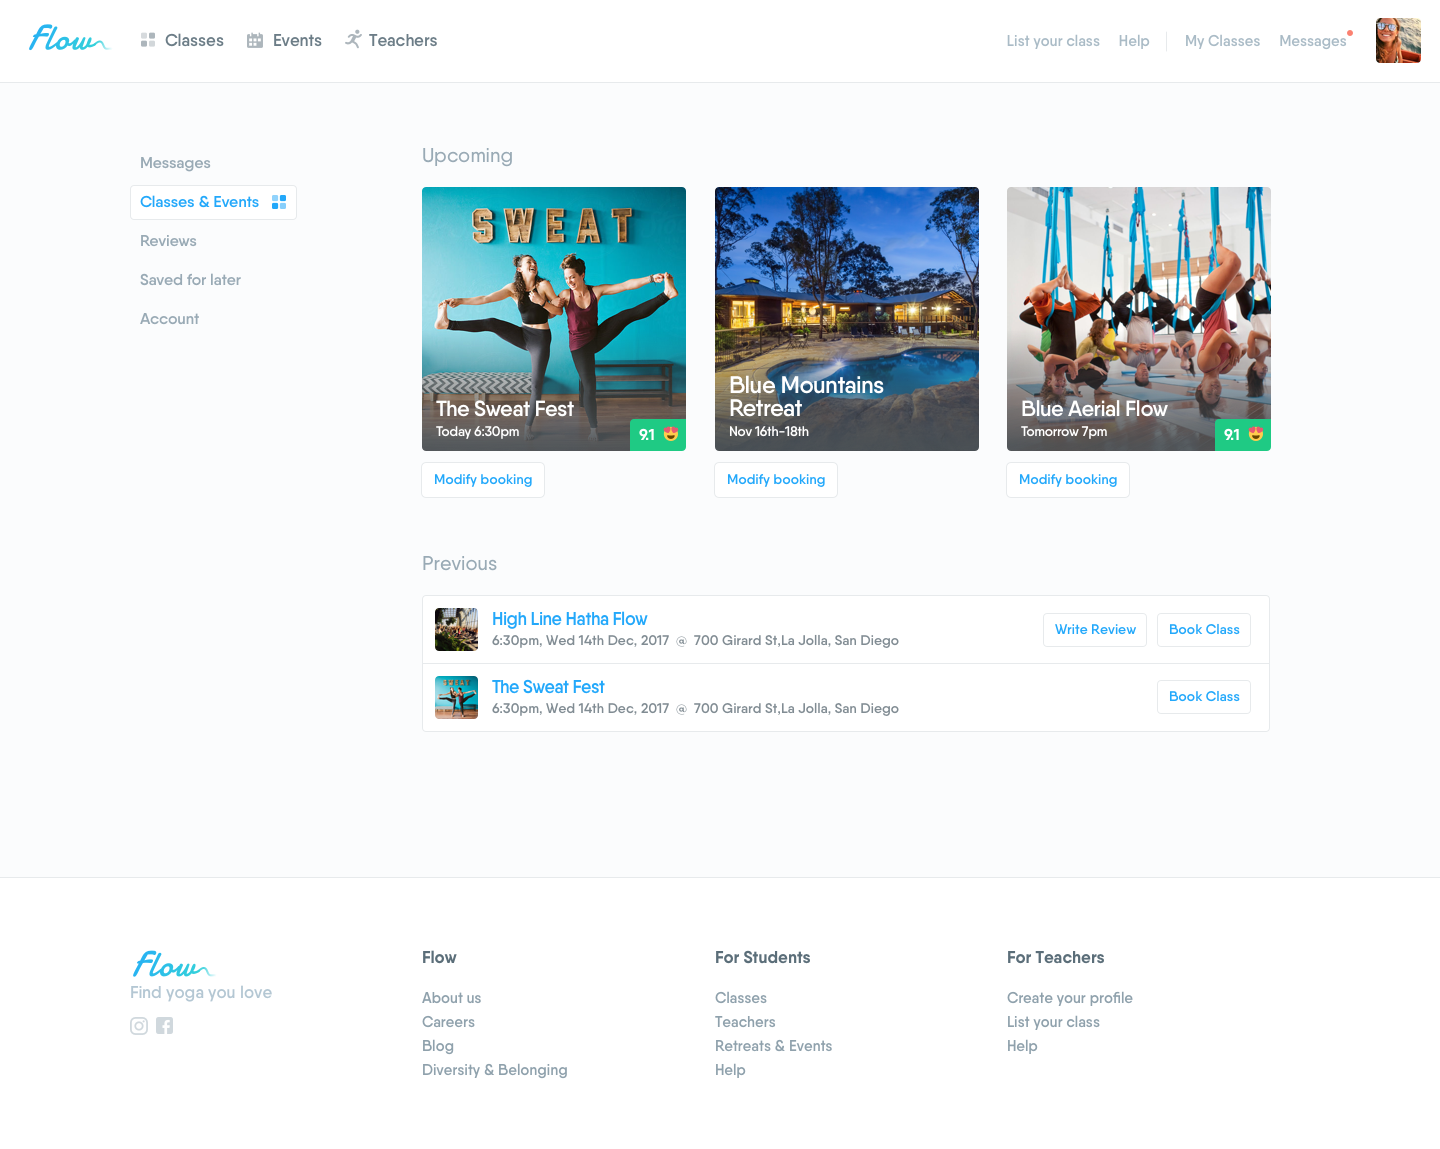 Flow
Classes
Events
Teachers
List your class
Help
My Classes
Messages
Messages
Classes & Events
Reviews
Saved for later
Account
Upcoming
SWEAT
The Sweat Fest
Today 6:30pm
9.1
Modify booking
Blue Mountains
Retreat
Nov 16th-18th
Modify booking
Blue Aerial Flow
Tomorrow 7pm
9.1
Modify booking
Previous
High Line Hatha Flow
6:30pm, Wed 14th Dec, 2017 @ 700 Girard St,La Jolla, San Diego
Write Review
Book Class
SWEAT
The Sweat Fest
6:30pm, Wed 14th Dec, 2017 @ 700 Girard St,La Jolla, San Diego
Book Class
Flow
Find yoga you love
Flow
About us
Careers
Blog
Diversity & Belonging
For Students
Classes
Teachers
Retreats & Events
Help
For Teachers
Create your profile
List your class
Help